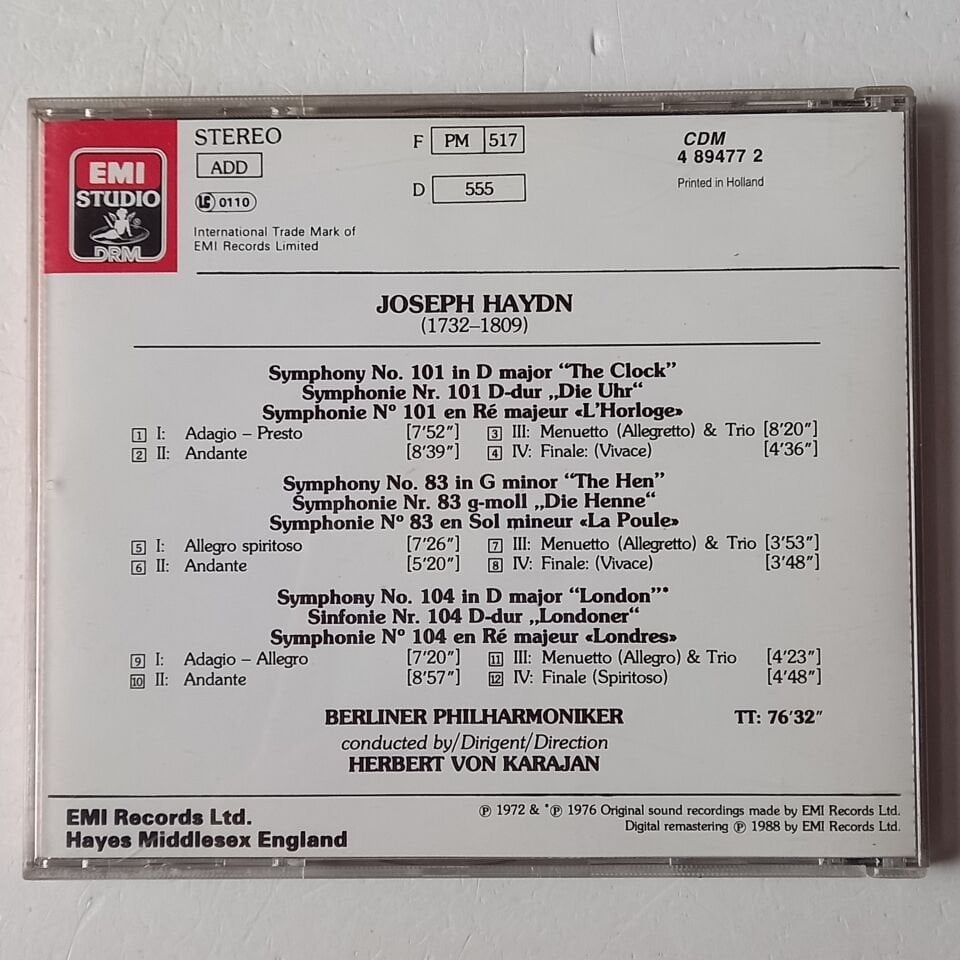 EMI
STUDIO
DRM
STEREO
ADD
LC 0110
International Trade Mark of
EMI Records Limited
F PM 517
D 555
CDM
4 89477 2
Printed in Holland
JOSEPH HAYDN
(1732–1809)
Symphony No. 101 in D major “The Clock”
Symphonie Nr. 101 D-dur „Die Uhr“
Symphonie Nº 101 en Ré majeur «L’Horloge»
1 I: Adagio – Presto [7’52”] 3 III: Menuetto (Allegretto) & Trio [8’20”]
2 II: Andante [8’39”] 4 IV: Finale: (Vivace) [4’36”]
Symphony No. 83 in G minor “The Hen”
Symphonie Nr. 83 g-moll „Die Henne“
Symphonie Nº 83 en Sol mineur «La Poule»
5 I: Allegro spiritoso [7’26”] 7 III: Menuetto (Allegretto) & Trio [3’53”]
6 II: Andante [5’20”] 8 IV: Finale: (Vivace) [3’48”]
Symphony No. 104 in D major “London”*
Sinfonie Nr. 104 D-dur „Londoner“
Symphonie Nº 104 en Ré majeur «Londres»
9 I: Adagio – Allegro [7’20”] 11 III: Menuetto (Allegro) & Trio [4’23”]
10 II: Andante [8’57”] 12 IV: Finale (Spiritoso) [4’48”]
BERLINER PHILHARMONIKER TT: 76’32”
conducted by/Dirigent/Direction
HERBERT VON KARAJAN
EMI Records Ltd.
Hayes Middlesex England
℗ 1972 & *℗ 1976 Original sound recordings made by EMI Records Ltd.
Digital remastering ℗ 1988 by EMI Records Ltd.